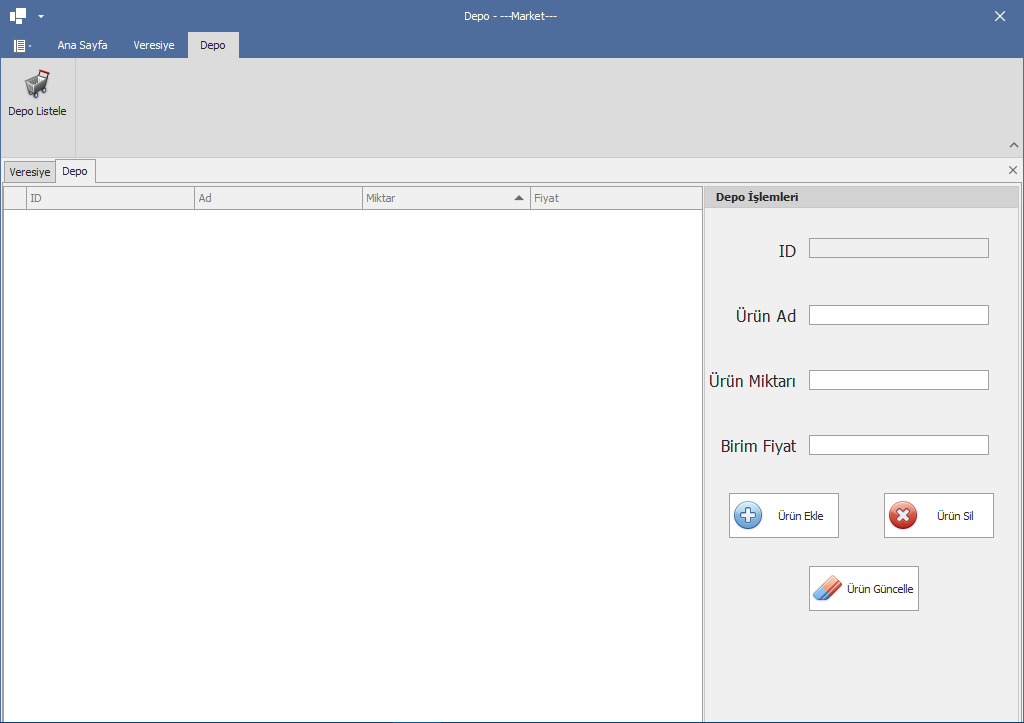 Depo - ---Market---
Ana Sayfa Veresiye Depo
Depo Listele
Veresiye Depo
ID Ad Miktar Fiyat
Depo İşlemleri
ID
Ürün Ad
Ürün Miktarı
Birim Fiyat
Ürün Ekle Ürün Sil
Ürün Güncelle